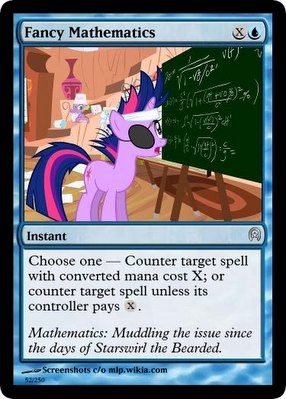 Fancy Mathematics X
Instant
Choose one — Counter target spell
with converted mana cost X; or
counter target spell unless its
controller pays X.
Mathematics: Muddling the issue since
the days of Starswirl the Bearded.
Screenshots c/o mlp.wikia.com
52/250